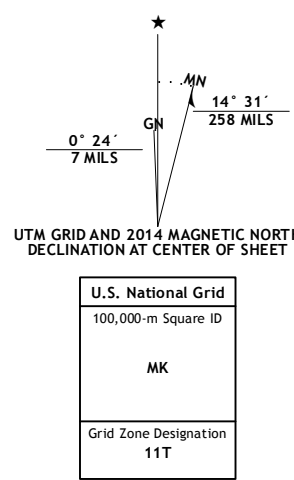 ★
MN
GN
14° 31´
258 MILS
0° 24´
7 MILS
UTM GRID AND 2014 MAGNETIC NORTI
DECLINATION AT CENTER OF SHEET
U.S. National Grid
100,000-m Square ID
MK
Grid Zone Designation
11T